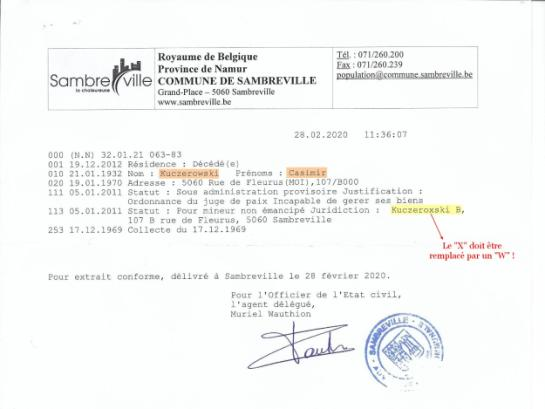 Sambreville
la chaleureuse
Royaume de Belgique
Province de Namur
COMMUNE DE SAMBREVILLE
Grand-Place – 5060 Sambreville
www.sambreville.be
Tél. : 071/260.200
Fax : 071/260.239
population@commune.sambreville.be
28.02.2020 11:36:07
000 (N.N) 32.01.21 063-83
001 19.12.2012 Résidence : Décédé(e)
010 21.01.1932 Nom : Kuczerowski Prénoms : Casimir
020 19.01.1970 Adresse : 5060 Rue de Fleurus(MOI),107/B000
111 05.01.2011 Statut : Sous administration provisoire Justification :
Ordonnance du juge de paix Incapable de gerer ses biens
113 05.01.2011 Statut : Pour mineur non émancipé Juridiction : Kuczeroxski B,
107 B rue de Fleurus, 5060 Sambreville
253 17.12.1969 Collecte du 17.12.1969
Le "X" doit être
remplacé par un "W" !
Pour extrait conforme, délivré à Sambreville le 28 février 2020.
Pour l'Officier de l'Etat civil,
l'agent délégué,
Muriel Wauthion
SAMBREVILLE